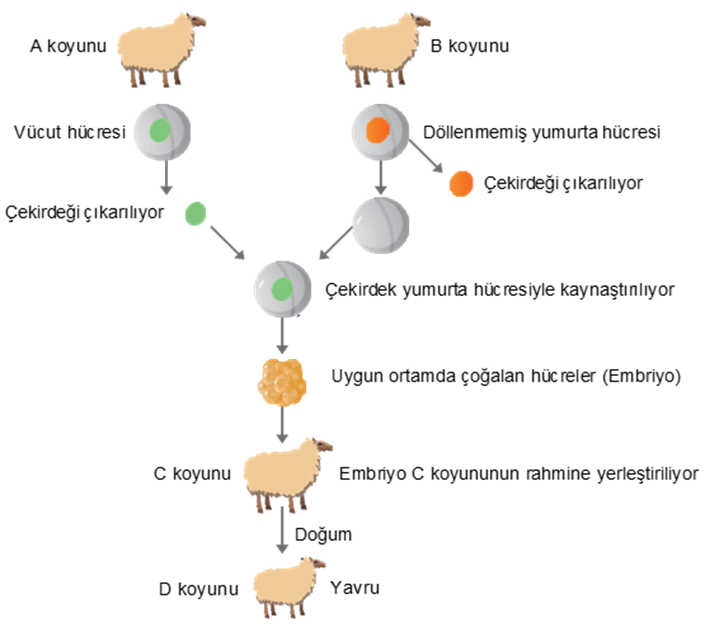 A koyunu
B koyunu
Vücut hücresi
Döllenmemiş yumurta hücresi
Çekirdeği çıkarılıyor
Çekirdeği çıkarılıyor
Çekirdek yumurta hücresiyle kaynaştırılıyor
Uygun ortamda çoğalan hücreler (Embriyo)
C koyunu
Embriyo C koyununun rahmine yerleştiriliyor
Doğum
D koyunu
Yavru